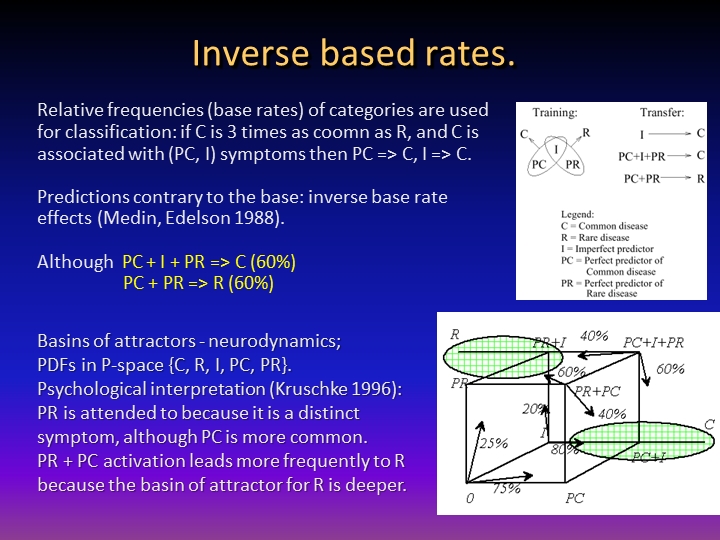 Inverse based rates.
Relative frequencies (base rates) of categories are used
for classification: if C is 3 times as coomn as R, and C is
associated with (PC, I) symptoms then PC => C, I => C.
Predictions contrary to the base: inverse base rate
effects (Medin, Edelson 1988).
Although PC + I + PR => C (60%)
PC + PR => R (60%)
Basins of attractors - neurodynamics;
PDFs in P-space {C, R, I, PC, PR}.
Psychological interpretation (Kruschke 1996):
PR is attended to because it is a distinct
symptom, although PC is more common.
PR + PC activation leads more frequently to R
because the basin of attractor for R is deeper.
Training: Transfer:
C R I C
I
PC PR PC+I+PR C
PC+PR R
Legend:
C = Common disease
R = Rare disease
I = Imperfect predictor
PC = Perfect predictor of
Common disease
PR = Perfect predictor of
Rare disease
R PR+I 40% PC+I+PR
60% 60%
PR PR+PC
20% 40%
I C
25% 80% PC+I
75%
0 PC